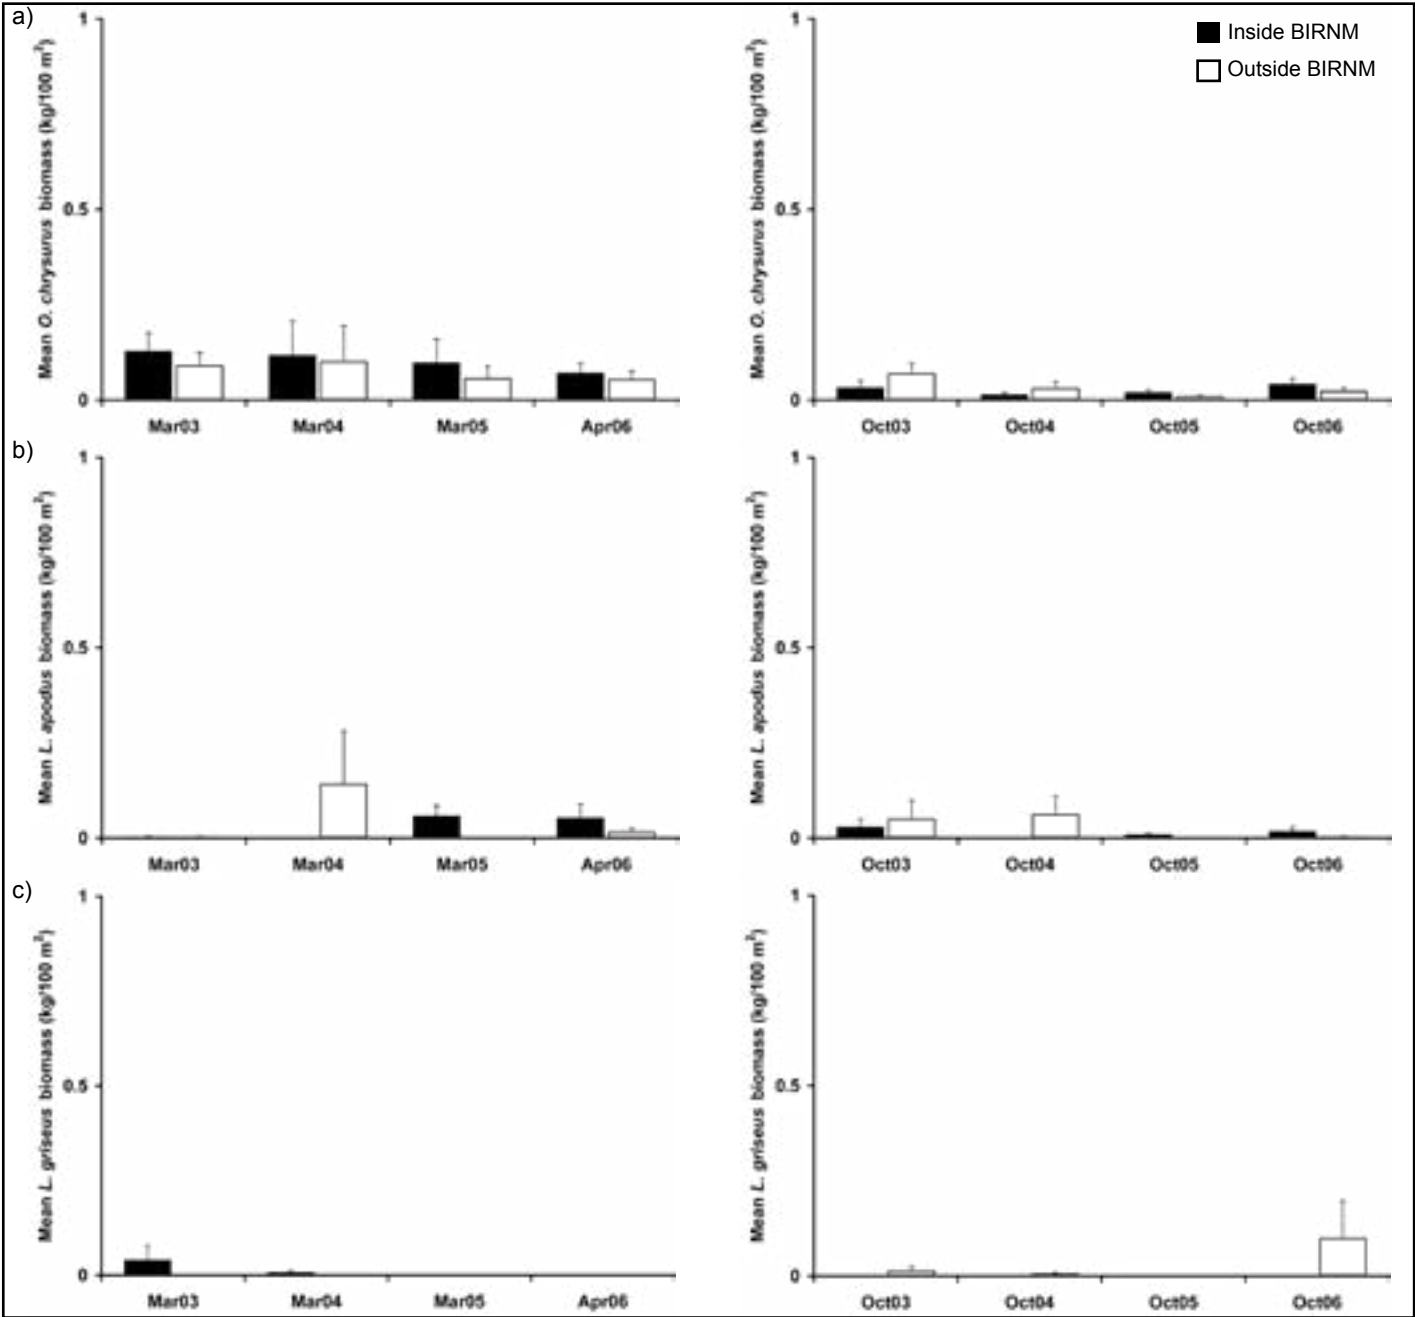 a)
Inside BIRNM
Outside BIRNM
Mean O. chrysurus biomass (kg/100 m²)
1
0.5
0
Mar03 Mar04 Mar05 Apr06
Mean O. chrysurus biomass (kg/100 m²)
1
0.5
0
Oct03 Oct04 Oct05 Oct06
b)
Mean L. apodus biomass (kg/100 m²)
1
0.5
0
Mar03 Mar04 Mar05 Apr06
Mean L. apodus biomass (kg/100 m²)
1
0.5
0
Oct03 Oct04 Oct05 Oct06
c)
Mean L. griseus biomass (kg/100 m²)
1
0.5
0
Mar03 Mar04 Mar05 Apr06
Mean L. griseus biomass (kg/100 m²)
1
0.5
0
Oct03 Oct04 Oct05 Oct06